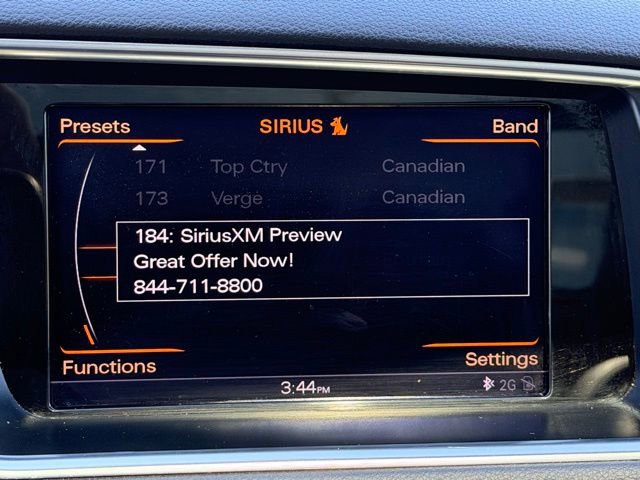 Presets SIRIUS Band
171 Top Ctry Canadian
173 Verge Canadian
184: SiriusXM Preview
Great Offer Now!
844-711-8800
Functions Settings
3:44PM 2G